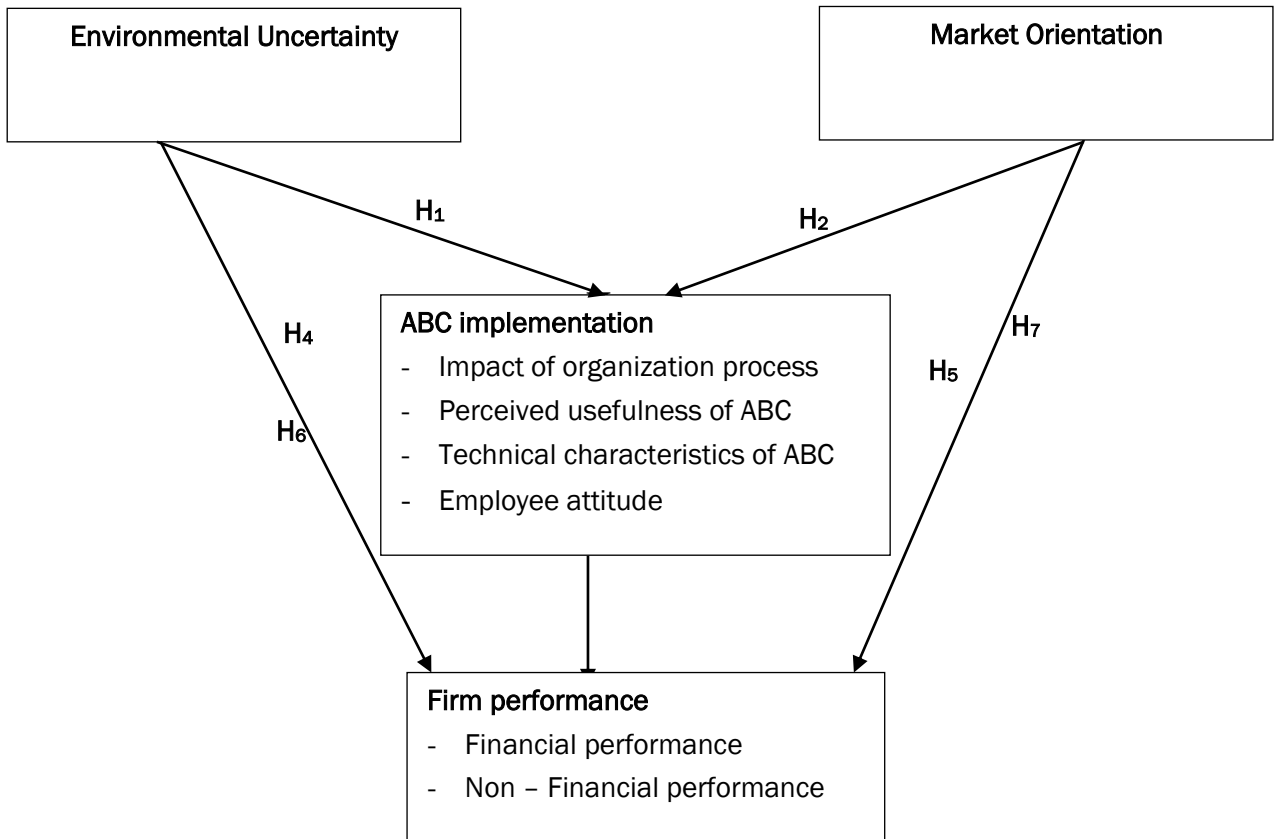 Environmental Uncertainty
Market Orientation
H₁
H₂
ABC implementation
- Impact of organization process
- Perceived usefulness of ABC
- Technical characteristics of ABC
- Employee attitude
H₄
H₇
H₅
H₆
Firm performance
- Financial performance
- Non – Financial performance